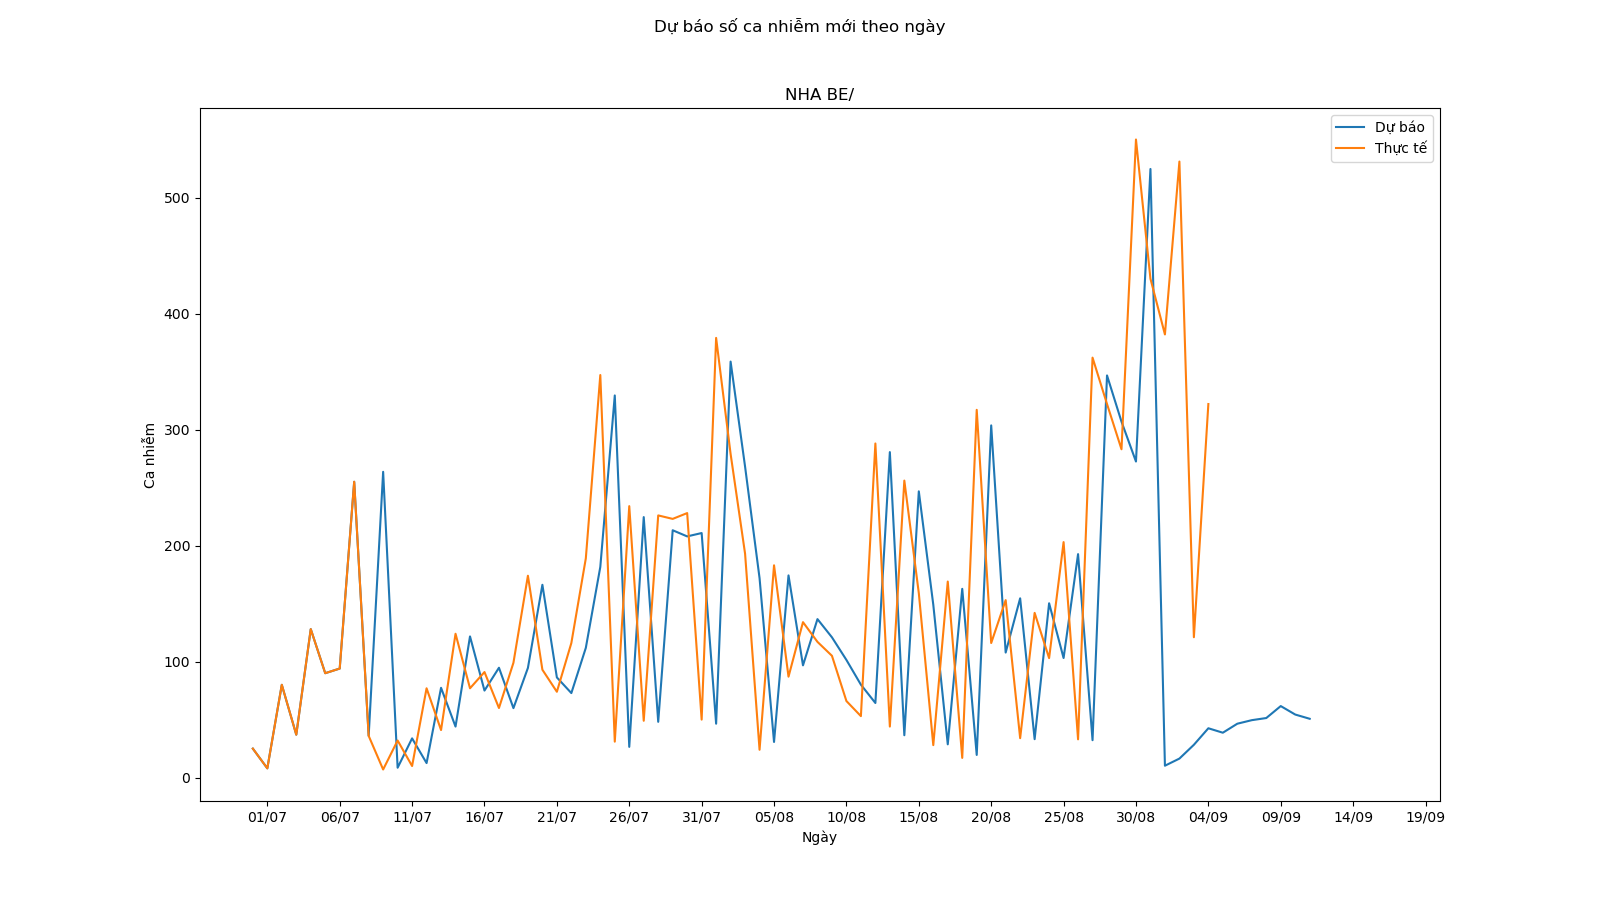 Dự báo số ca nhiễm mới theo ngày
NHA BE/
Dự báo
Thực tế
500
400
300
200
100
0
Ca nhiễm
01/07 06/07 11/07 16/07 21/07 26/07 31/07 05/08 10/08 15/08 20/08 25/08 30/08 04/09 09/09 14/09 19/09
Ngày